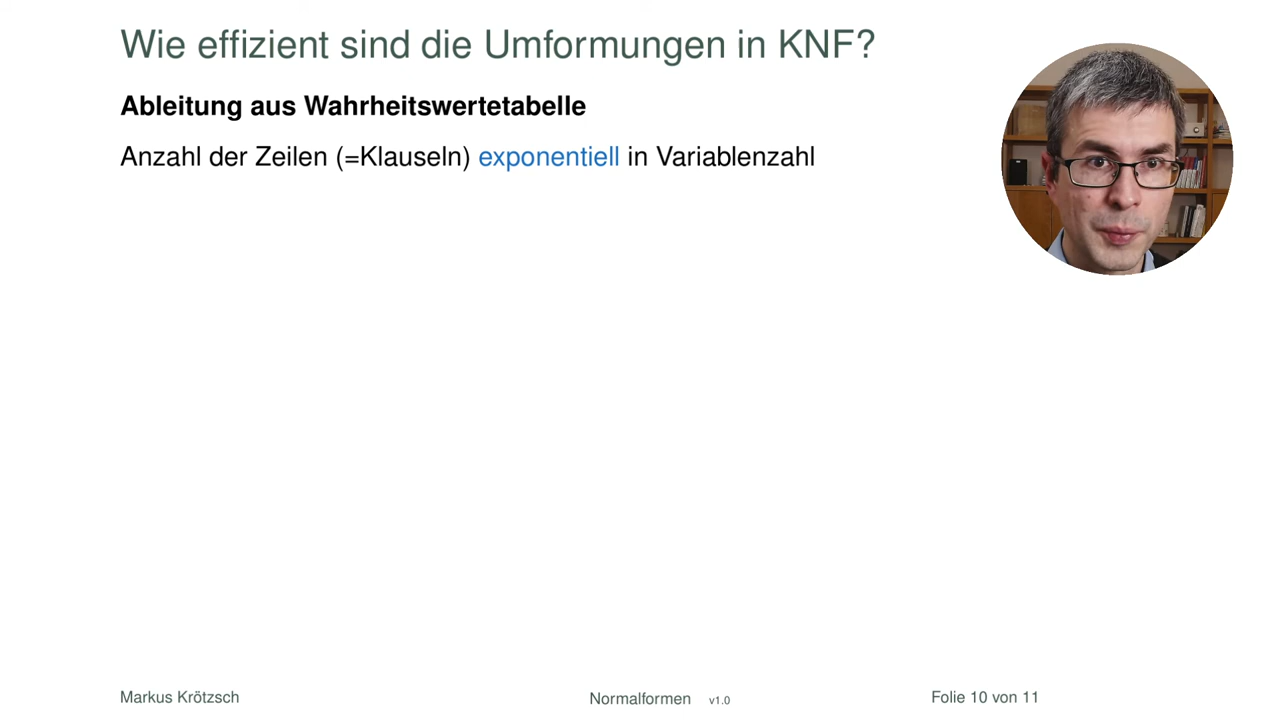 Wie effizient sind die Umformungen in KNF?
Ableitung aus Wahrheitswertetabelle
Anzahl der Zeilen (=Klauseln) exponentiell in Variablenzahl
Markus Krötzsch Normalformen v1.0 Folie 10 von 11